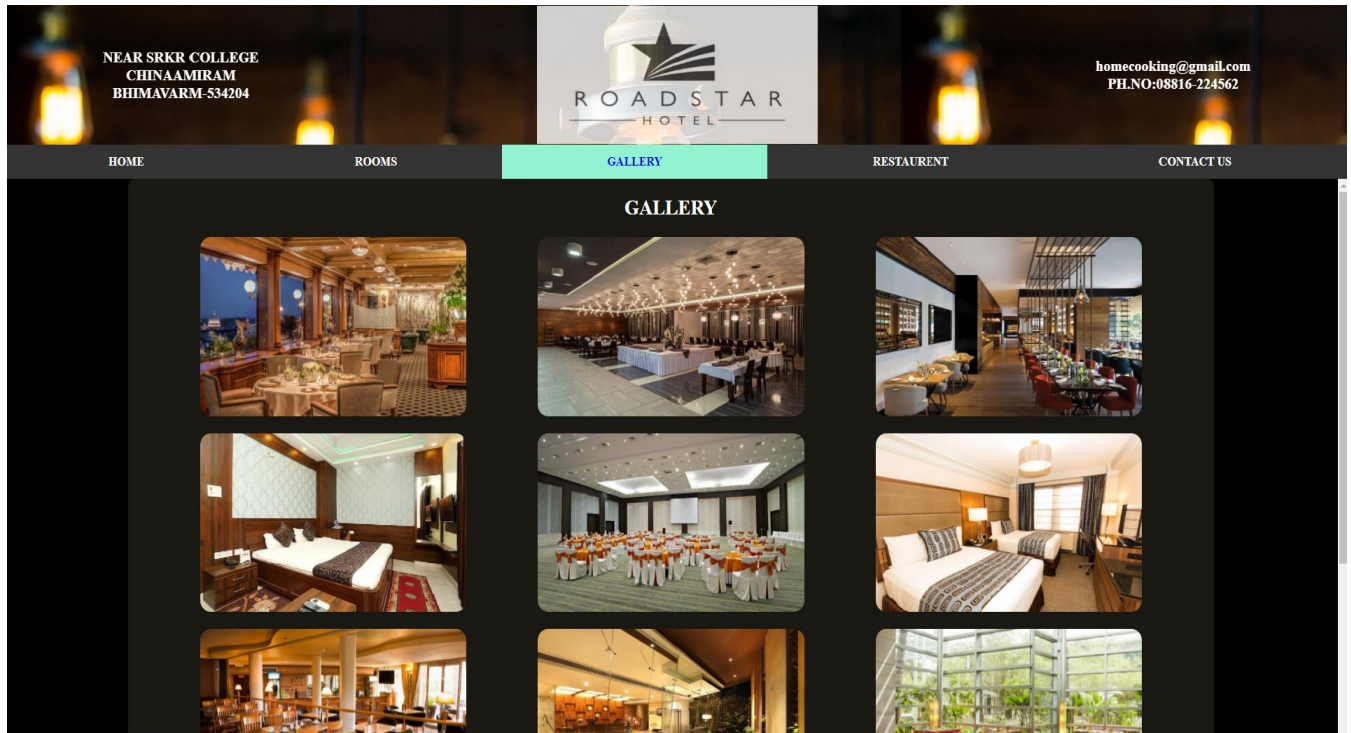 NEAR SRKR COLLEGE
CHINAAMIRAM
BHIMAVARM-534204
ROADSTAR
HOTEL
homecooking@gmail.com
PH.NO:08816-224562
HOME
ROOMS
GALLERY
RESTAURENT
CONTACT US
GALLERY